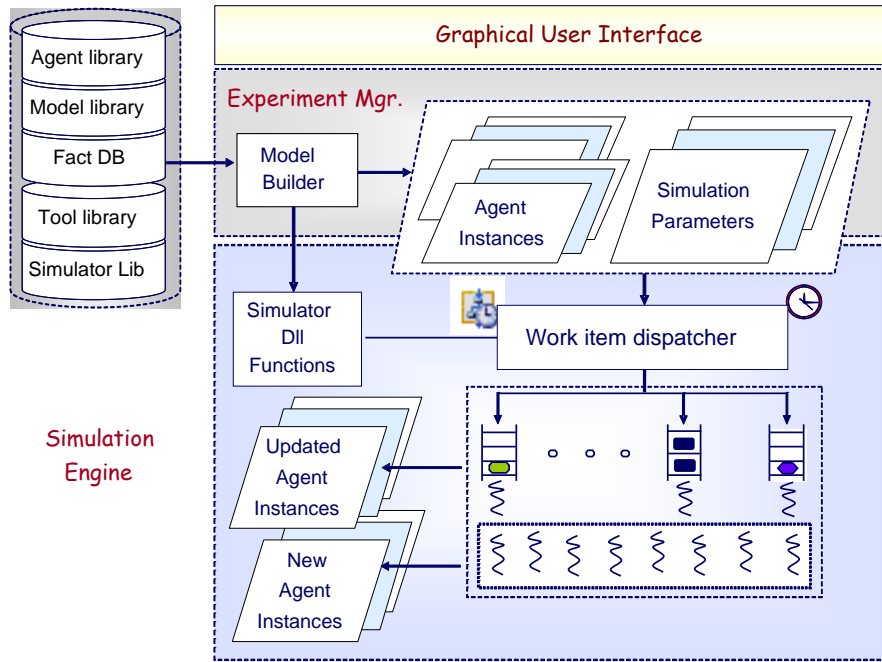 Graphical User Interface
Agent library
Model library
Fact DB
Tool library
Simulator Lib
Experiment Mgr.
Model
Builder
Agent
Instances
Simulation
Parameters
Simulator
Dll
Functions
Work item dispatcher
Simulation
Engine
Updated
Agent
Instances
New
Agent
Instances